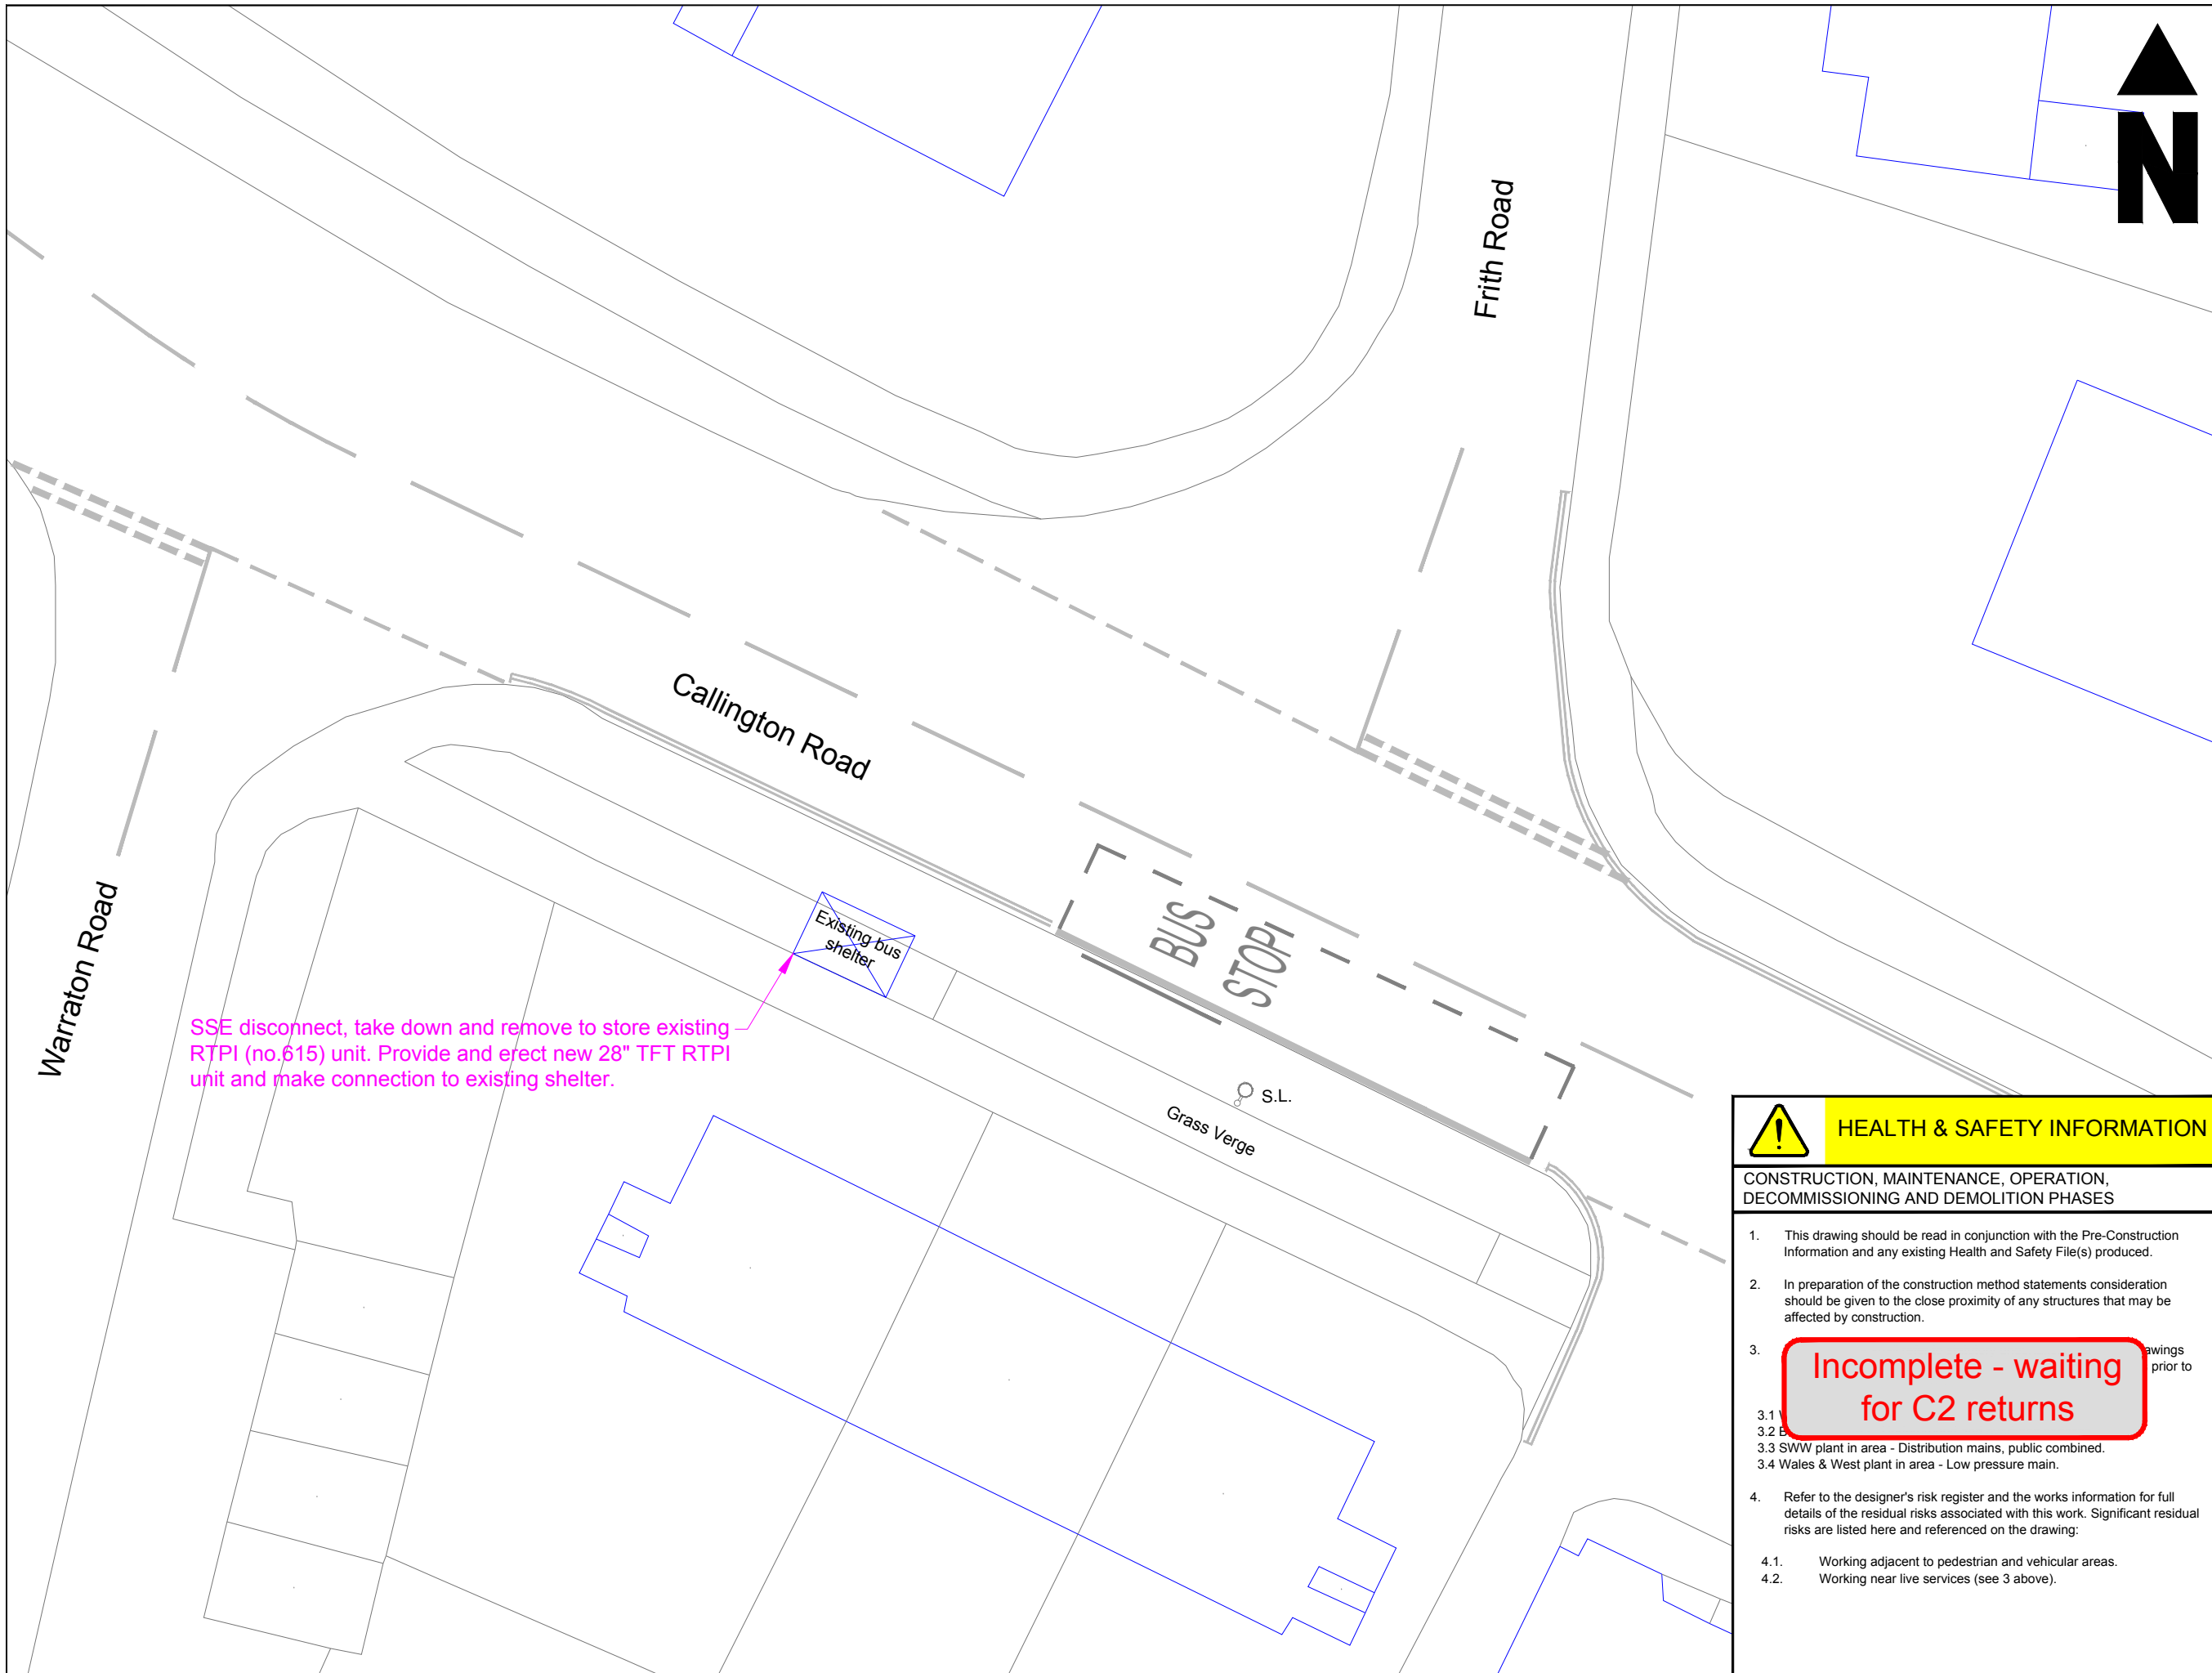 N
Frith Road
Callington Road
Warraton Road
Existing bus
shelter
BUS
STOP
SSE disconnect, take down and remove to store existing
RTPI (no.615) unit. Provide and erect new 28" TFT RTPI
unit and make connection to existing shelter.
S.L.
Grass Verge
HEALTH & SAFETY INFORMATION
CONSTRUCTION, MAINTENANCE, OPERATION,
DECOMMISSIONING AND DEMOLITION PHASES
1. This drawing should be read in conjunction with the Pre-Construction
Information and any existing Health and Safety File(s) produced.
2. In preparation of the construction method statements consideration
should be given to the close proximity of any structures that may be
affected by construction.
3.
prior to
Incomplete - waiting
for C2 returns
3.1
3.2
3.3 SWW plant in area - Distribution mains, public combined.
3.4 Wales & West plant in area - Low pressure main.
4. Refer to the designer's risk register and the works information for full
details of the residual risks associated with this work. Significant residual
risks are listed here and referenced on the drawing:
4.1. Working adjacent to pedestrian and vehicular areas.
4.2. Working near live services (see 3 above).